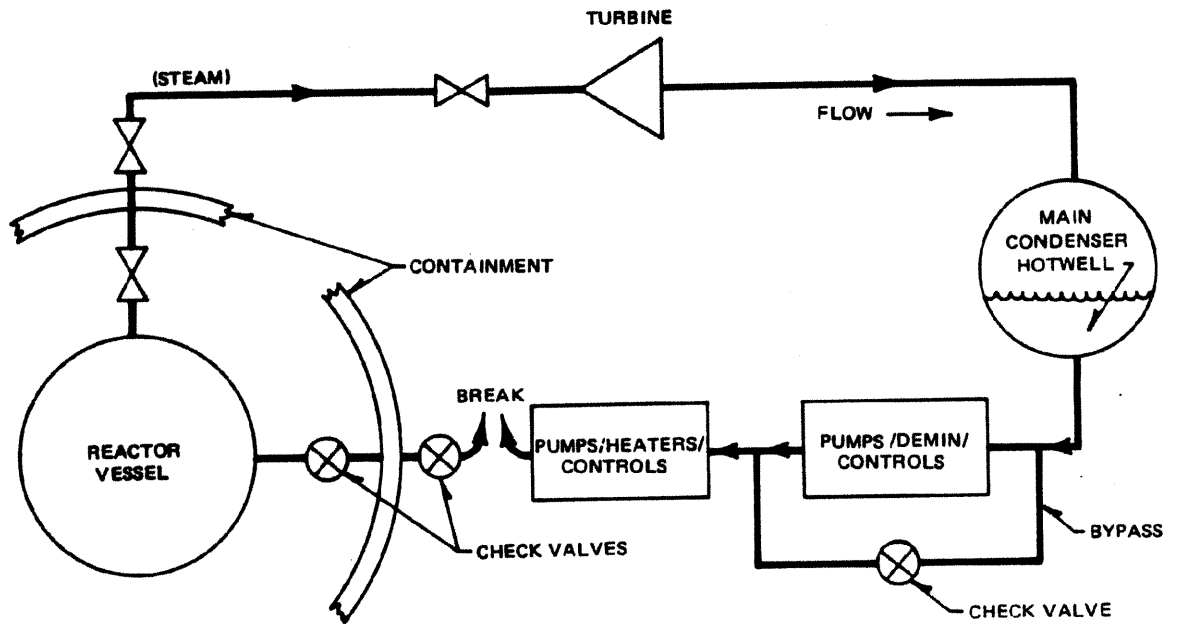 TURBINE
(STEAM)
FLOW
MAIN
CONDENSER
HOTWELL
CONTAINMENT
BREAK
REACTOR
VESSEL
PUMPS/HEATERS/
CONTROLS
PUMPS/DEMIN/
CONTROLS
BYPASS
CHECK VALVES
CHECK VALVE